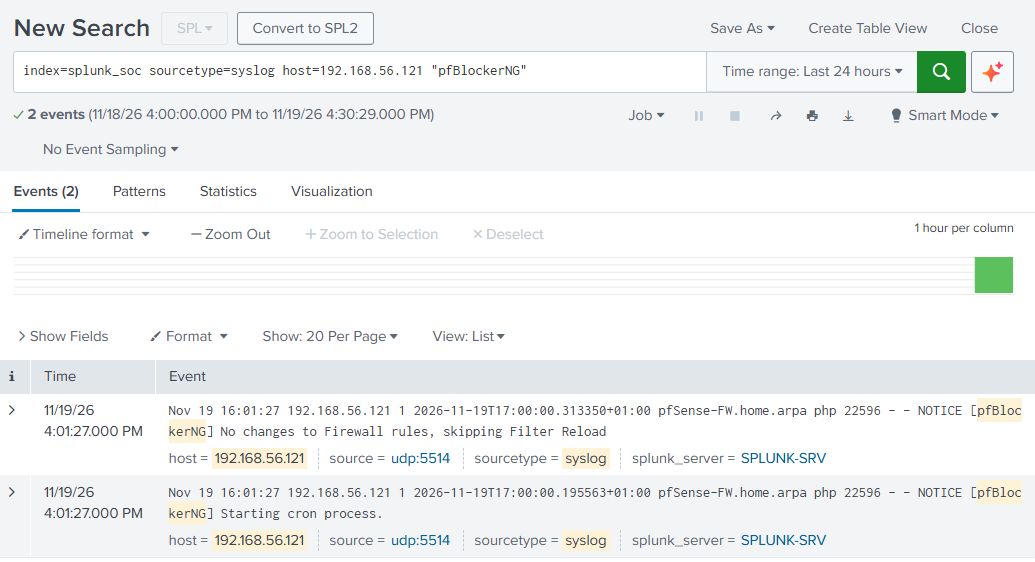 New Search SPL Convert to SPL2 Save As Create Table View Close
index=splunk_soc sourcetype=syslog host=192.168.56.121 "pfBlockerNG" Time range: Last 24 hours
2 events (11/18/26 4:00:00.000 PM to 11/19/26 4:30:29.000 PM) Job Smart Mode
No Event Sampling
Events (2) Patterns Statistics Visualization
Timeline format — Zoom Out + Zoom to Selection × Deselect 1 hour per column
Show Fields Format Show: 20 Per Page View: List
i Time Event
11/19/26 Nov 19 16:01:27 192.168.56.121 1 2026-11-19T17:00:00.313350+01:00 pfSense-FW.home.arpa php 22596 - - NOTICE [pfBloc
4:01:27.000 PM kerNG] No changes to Firewall rules, skipping Filter Reload
host = 192.168.56.121 source = udp:5514 sourcetype = syslog splunk_server = SPLUNK-SRV
11/19/26 Nov 19 16:01:27 192.168.56.121 1 2026-11-19T17:00:00.195563+01:00 pfSense-FW.home.arpa php 22596 - - NOTICE [pfBloc
4:01:27.000 PM kerNG] Starting cron process.
host = 192.168.56.121 source = udp:5514 sourcetype = syslog splunk_server = SPLUNK-SRV